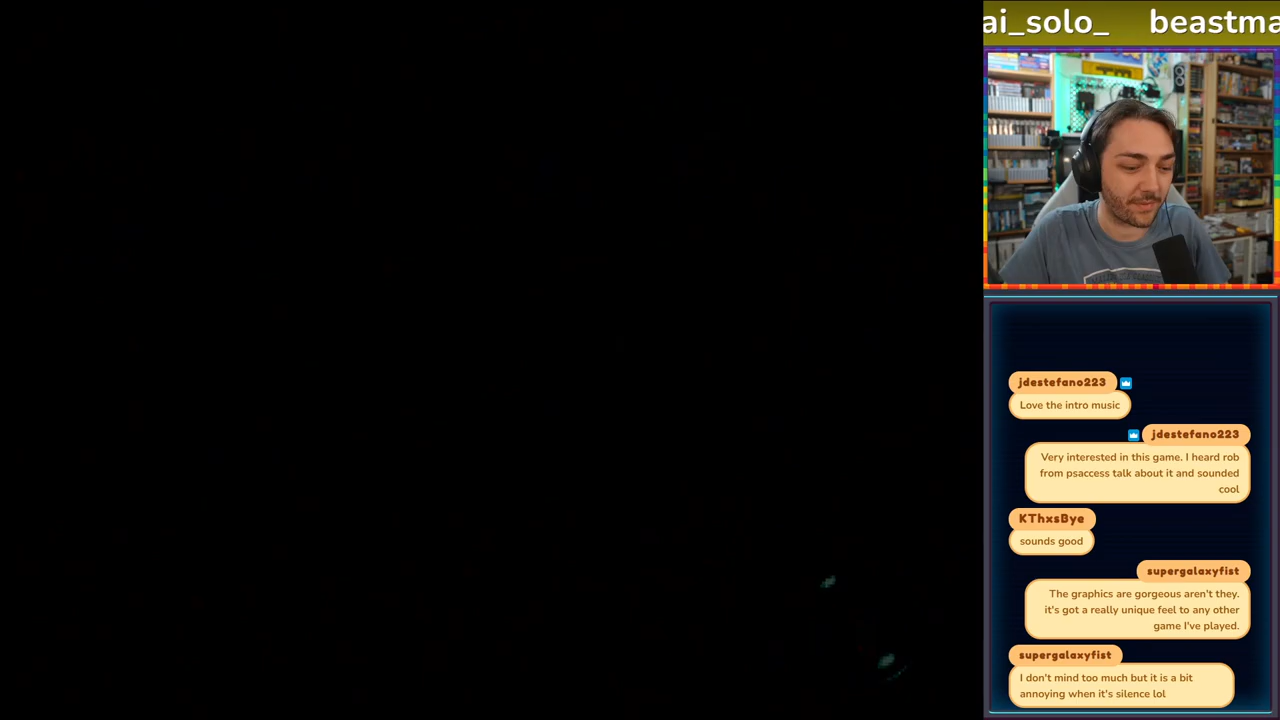 ai_solo_ beastma
jdestefano223
Love the intro music
jdestefano223
Very interested in this game. I heard rob
from psaccess talk about it and sounded
cool
KThxsBye
sounds good
supergalaxyfist
The graphics are gorgeous aren't they.
it's got a really unique feel to any other
game I've played.
supergalaxyfist
I don't mind too much but it is a bit
annoying when it's silence lol